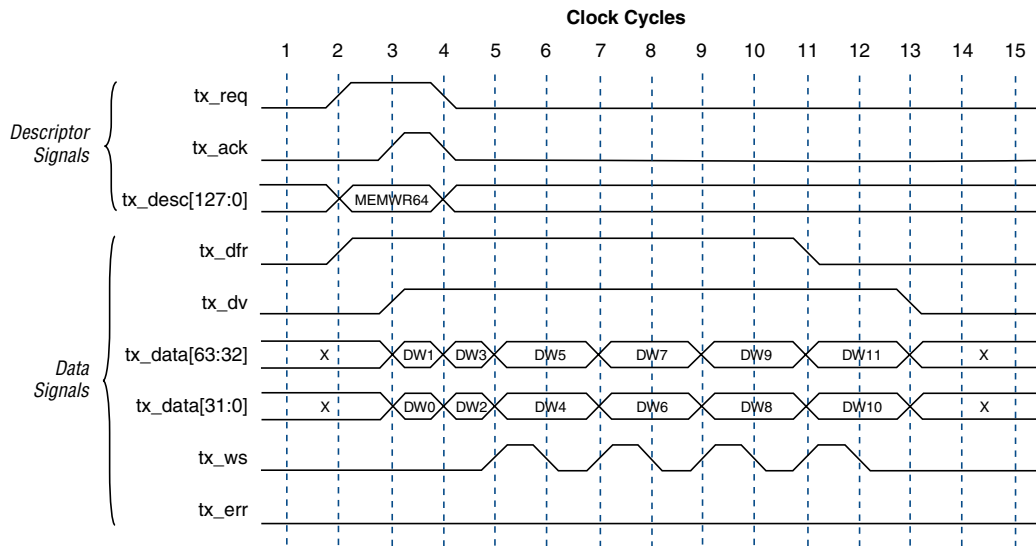 Clock Cycles
1 2 3 4 5 6 7 8 9 10 11 12 13 14 15
Descriptor
Signals
tx_req
tx_ack
tx_desc[127:0] MEMWR64
Data
Signals
tx_dfr
tx_dv
tx_data[63:32] X DW1 DW3 DW5 DW7 DW9 DW11 X
tx_data[31:0] X DW0 DW2 DW4 DW6 DW8 DW10 X
tx_ws
tx_err